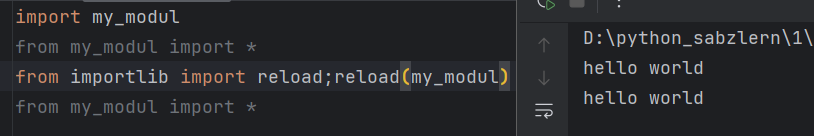 import my_modul
from my_modul import *
from importlib import reload;reload(my_modul)
from my_modul import *
D:\python_sabzlern\1\
hello world
hello world